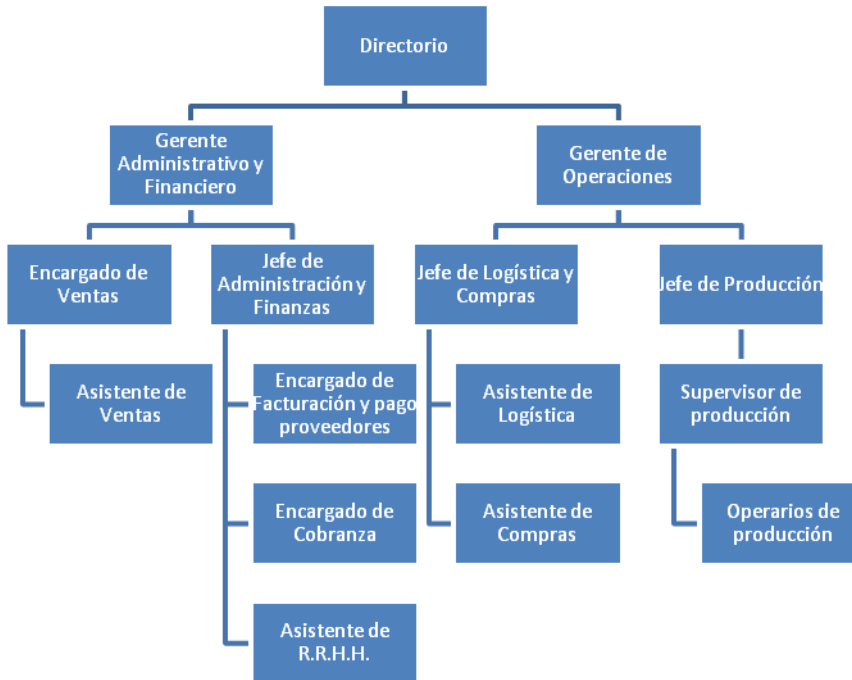 Directorio
Gerente
Administrativo y
Financiero
Gerente de
Operaciones
Encargado de
Ventas
Jefe de
Administración y
Finanzas
Jefe de Logística y
Compras
Jefe de Producción
Asistente de
Ventas
Encargado de
Facturación y pago
proveedores
Asistente de
Logística
Supervisor de
producción
Encargado de
Cobranza
Asistente de
Compras
Operarios de
producción
Asistente de
R.R.H.H.